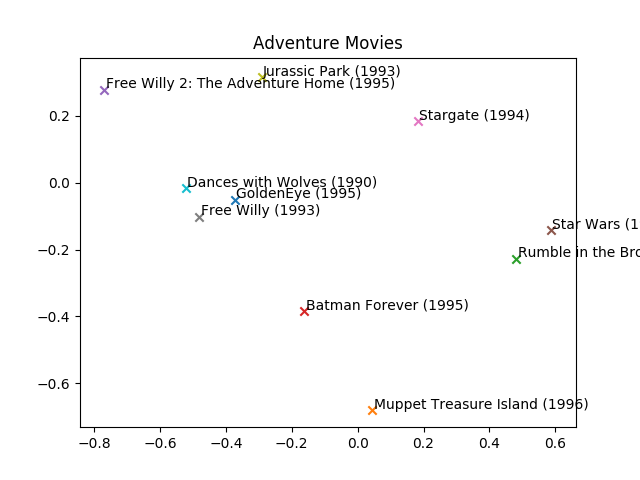 Adventure Movies
Jurassic Park (1993)
Free Willy 2: The Adventure Home (1995)
Stargate (1994)
Dances with Wolves (1990)
GoldenEye (1995)
Free Willy (1993)
Star Wars (1
Rumble in the Bro
Batman Forever (1995)
Muppet Treasure Island (1996)
0.2
0.0
−0.2
−0.4
−0.6
−0.8 −0.6 −0.4 −0.2 0.0 0.2 0.4 0.6